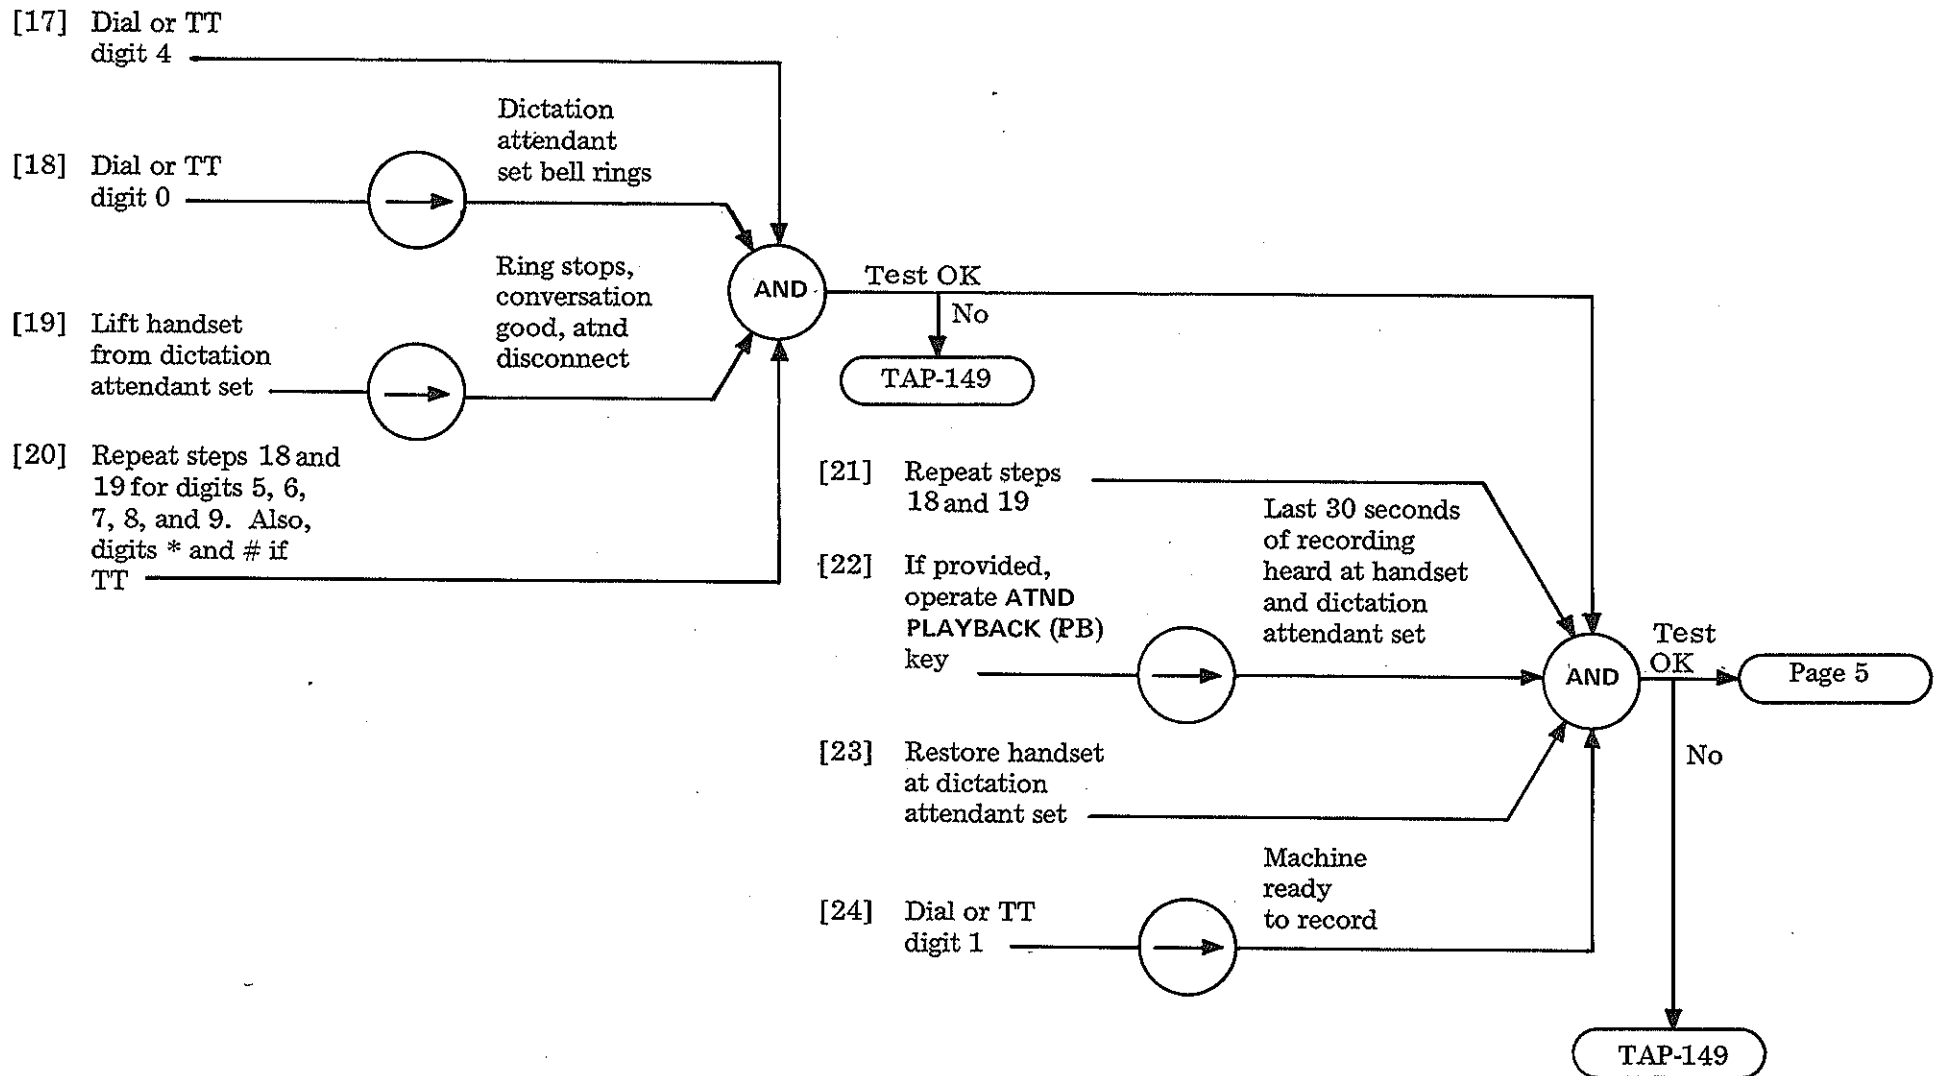 [17] Dial or TT
digit 4
Dictation
attendant
set bell rings
[18] Dial or TT
digit 0
Ring stops,
conversation
good, atnd
disconnect
[19] Lift handset
from dictation
attendant set
AND
Test OK
No
TAP-149
[20] Repeat steps 18 and
19 for digits 5, 6,
7, 8, and 9. Also,
digits * and # if
TT
[21] Repeat steps
18 and 19
Last 30 seconds
of recording
heard at handset
and dictation
attendant set
[22] If provided,
operate ATND
PLAYBACK (PB)
key
AND
Test
OK
Page 5
No
[23] Restore handset
at dictation
attendant set
Machine
ready
to record
[24] Dial or TT
digit 1
TAP-149